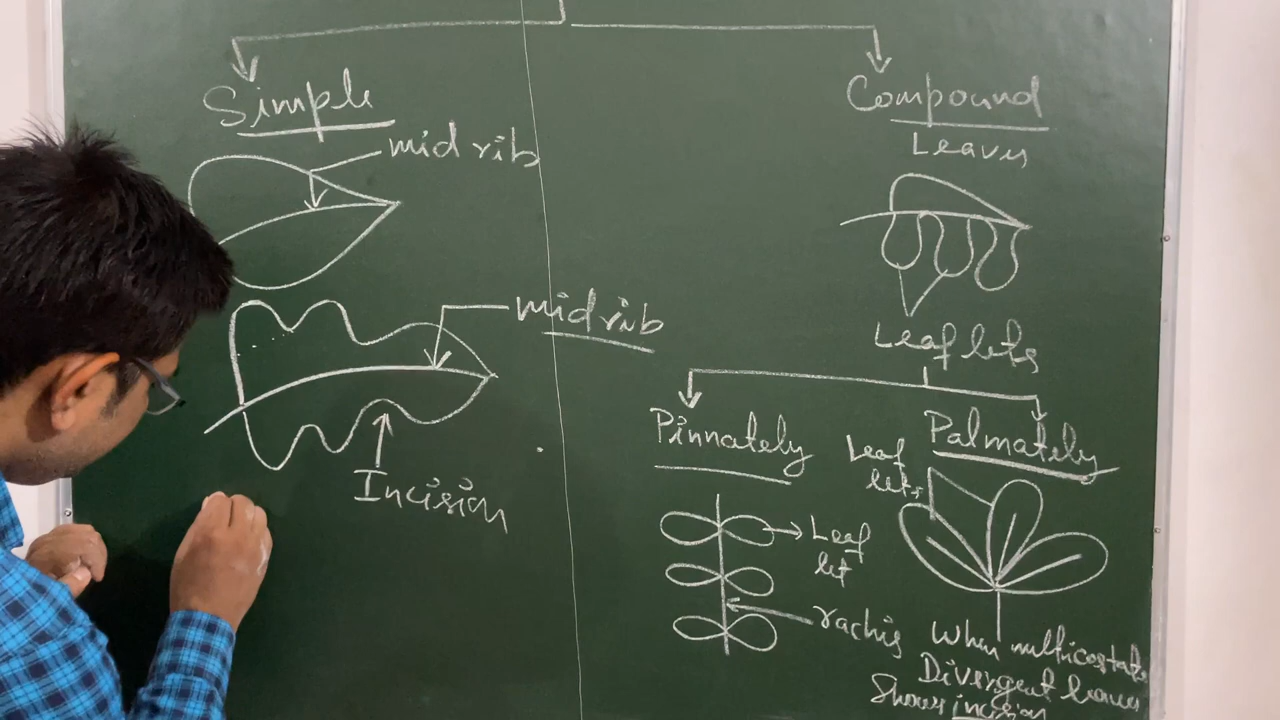 Simple
mid rib
mid rib
Incision
Compound
Leaves
Leaf lets
Pinnately
Leaf
let
rachis
Palmately
Leaf
lets
When multicostate
Divergent leaves
Shows incision